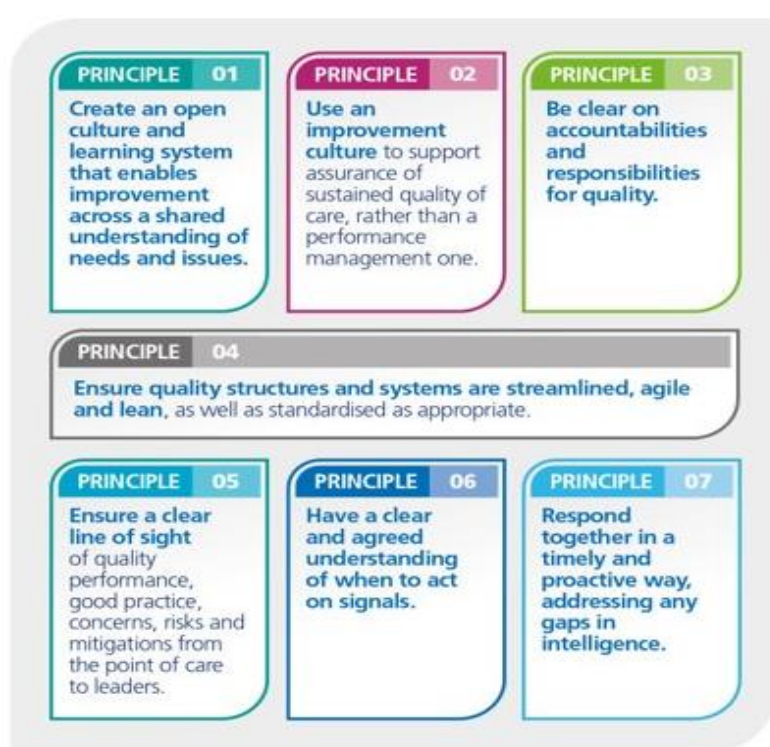 PRINCIPLE 01
Create an open
culture and
learning system
that enables
improvement
across a shared
understanding of
needs and issues.
PRINCIPLE 02
Use an
improvement
culture to support
assurance of
sustained quality of
care, rather than a
performance
management one.
PRINCIPLE 03
Be clear on
accountabilities
and
responsibilities
for quality.
PRINCIPLE 04
Ensure quality structures and systems are streamlined, agile
and lean, as well as standardised as appropriate.
PRINCIPLE 05
Ensure a clear
line of sight
of quality
performance,
good practice,
concerns, risks and
mitigations from
the point of care
to leaders.
PRINCIPLE 06
Have a clear
and agreed
understanding
of when to act
on signals.
PRINCIPLE 07
Respond
together in a
timely and
proactive way,
addressing any
gaps in
intelligence.